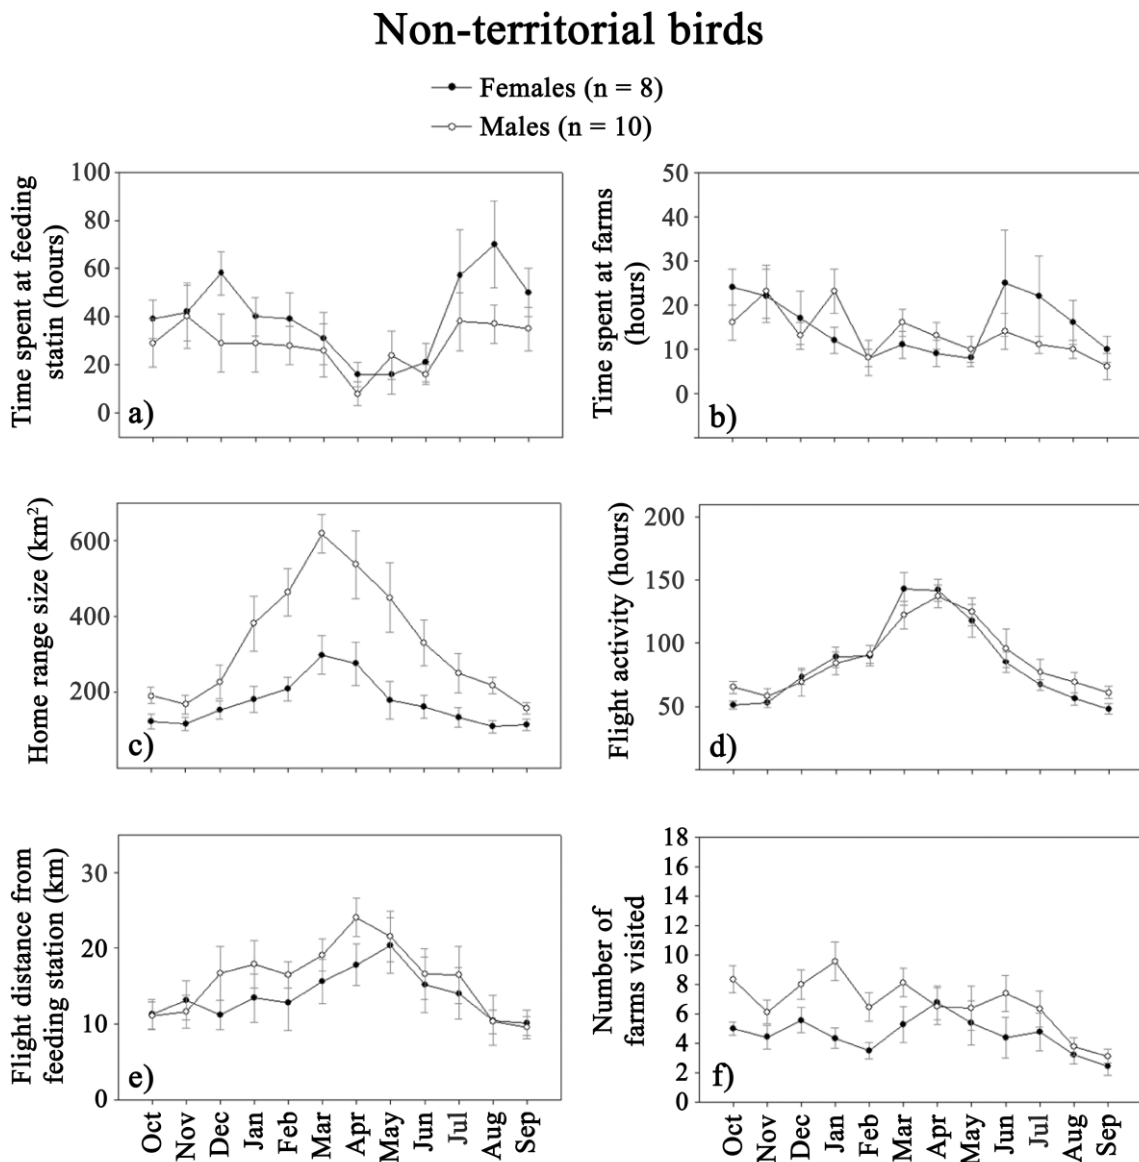 Non-territorial birds
Females (n = 8)
Males (n = 10)
Time spent at feeding
statin (hours)
100
80
60
40
20
0
a)
Time spent at farms
(hours)
50
40
30
20
10
0
b)
Home range size (km²)
600
400
200
c)
Flight activity (hours)
200
150
100
50
d)
Flight distance from
feeding station (km)
30
20
10
0
e)
Oct
Nov
Dec
Jan
Feb
Mar
Apr
May
Jun
Jul
Aug
Sep
Number of
farms visited
18
16
14
12
10
8
6
4
2
0
f)
Oct
Nov
Dec
Jan
Feb
Mar
Apr
May
Jun
Jul
Aug
Sep